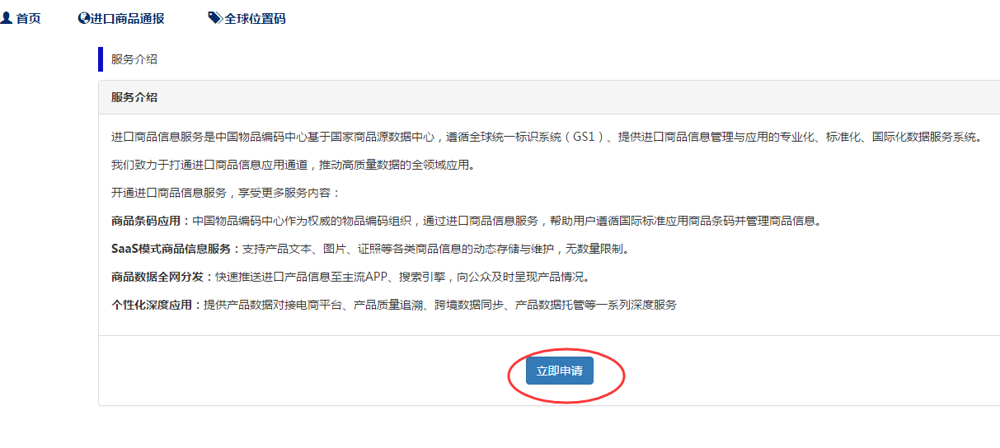 首页 进口商品通报 全球位置码
服务介绍
服务介绍
进口商品信息服务是中国物品编码中心基于国家商品源数据中心，遵循全球统一标识系统（GS1）、提供进口商品信息管理与应用的专业化、标准化、国际化数据服务系统。
我们致力于打通进口商品信息应用通道，推动高质量数据的全领域应用。
开通进口商品信息服务，享受更多服务内容：
商品条码应用：中国物品编码中心作为权威的物品编码组织，通过进口商品信息服务，帮助用户遵循国际标准应用商品条码并管理商品信息。
SaaS模式商品信息服务：支持产品文本、图片、证照等各类商品信息的动态存储与维护，无数量限制。
商品数据全网分发：快速推送进口产品信息至主流APP、搜索引擎，向公众及时呈现产品情况。
个性化深度应用：提供产品数据对接电商平台、产品质量追溯、跨境数据同步、产品数据托管等一系列深度服务
立即申请